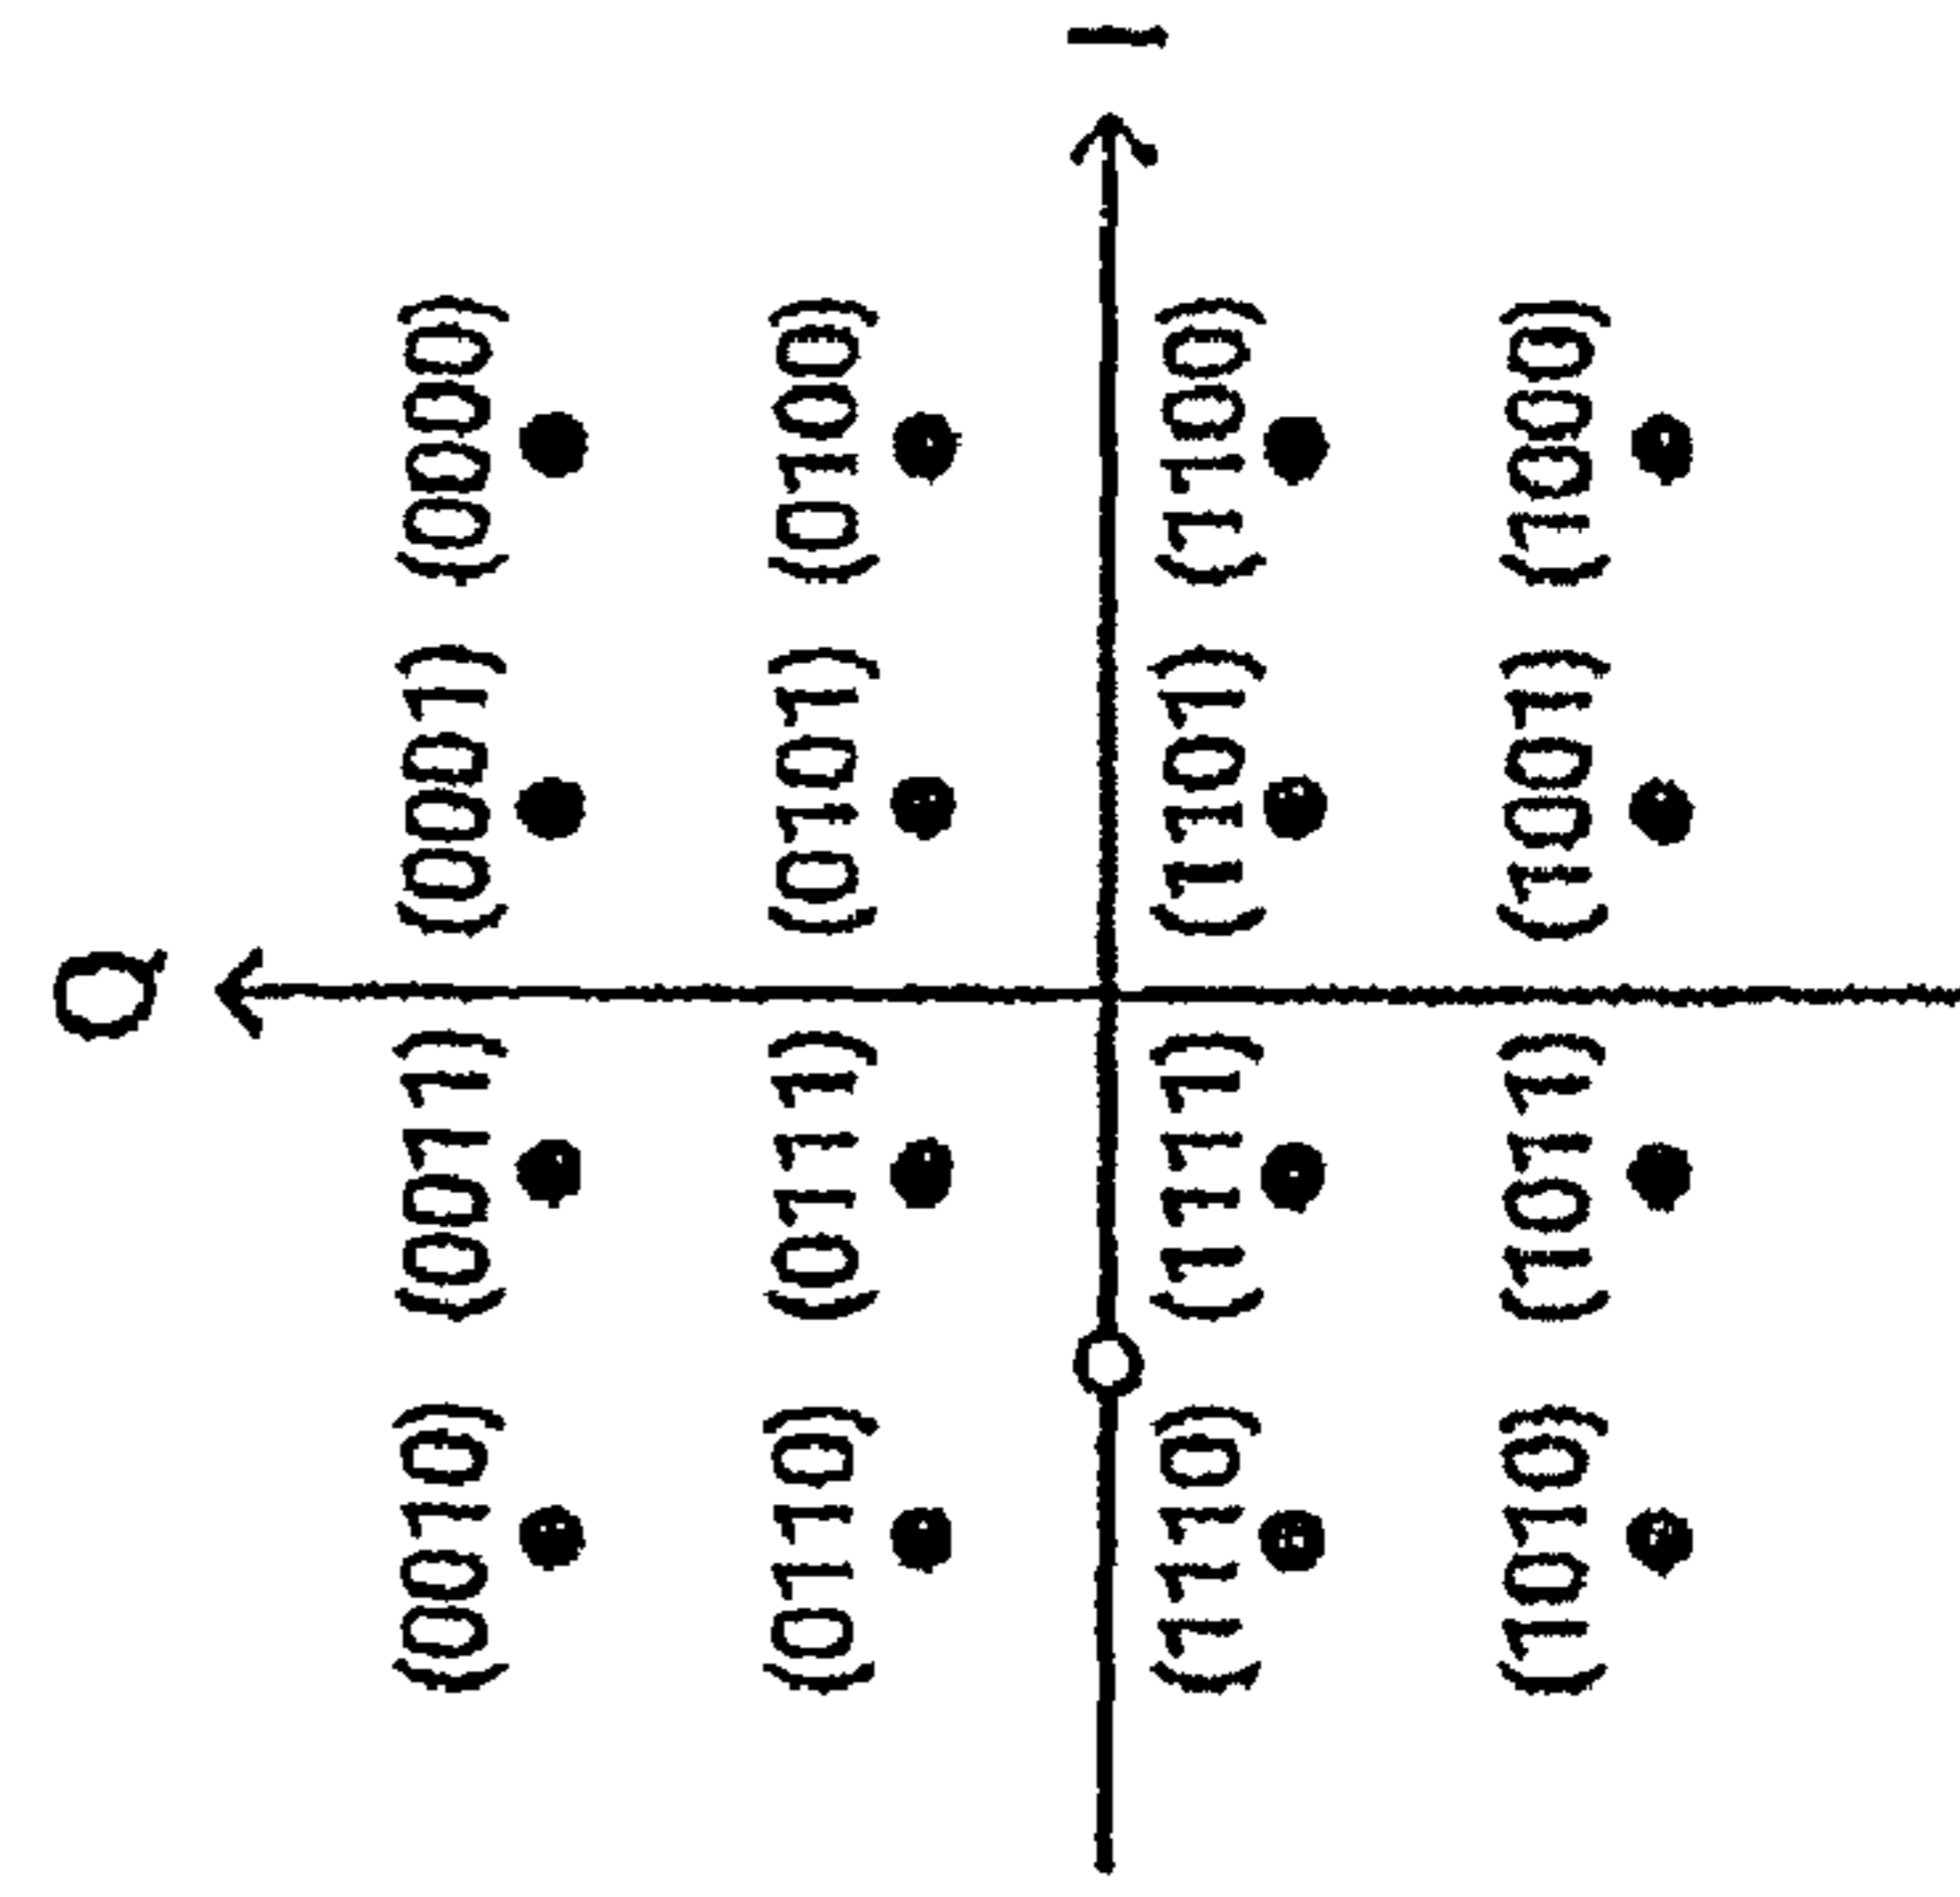 Q
(0010) (0011) (0001) (0000)
(0110) (0111) (0101) (0100)
I
(1110) (1111) (1101) (1100)
(1010) (1011) (1001) (1000)